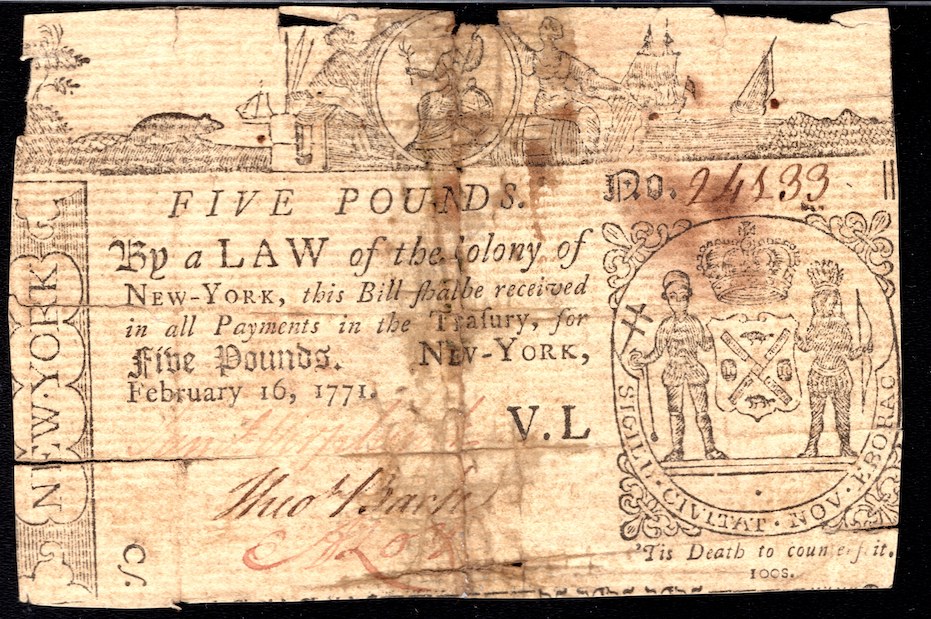 FIVE POUNDS.
No. 24133
By a LAW of the Colony of
NEW-YORK, this Bill ſhalbe received
in all Payments in the Treaſury, for
Five Pounds. NEW-YORK,
February 16, 1771.
V. L
NEW·YORK
SIGILL·CIVITAT·NOV·EBORAC
'Tis Death to counterfeit.
100s.